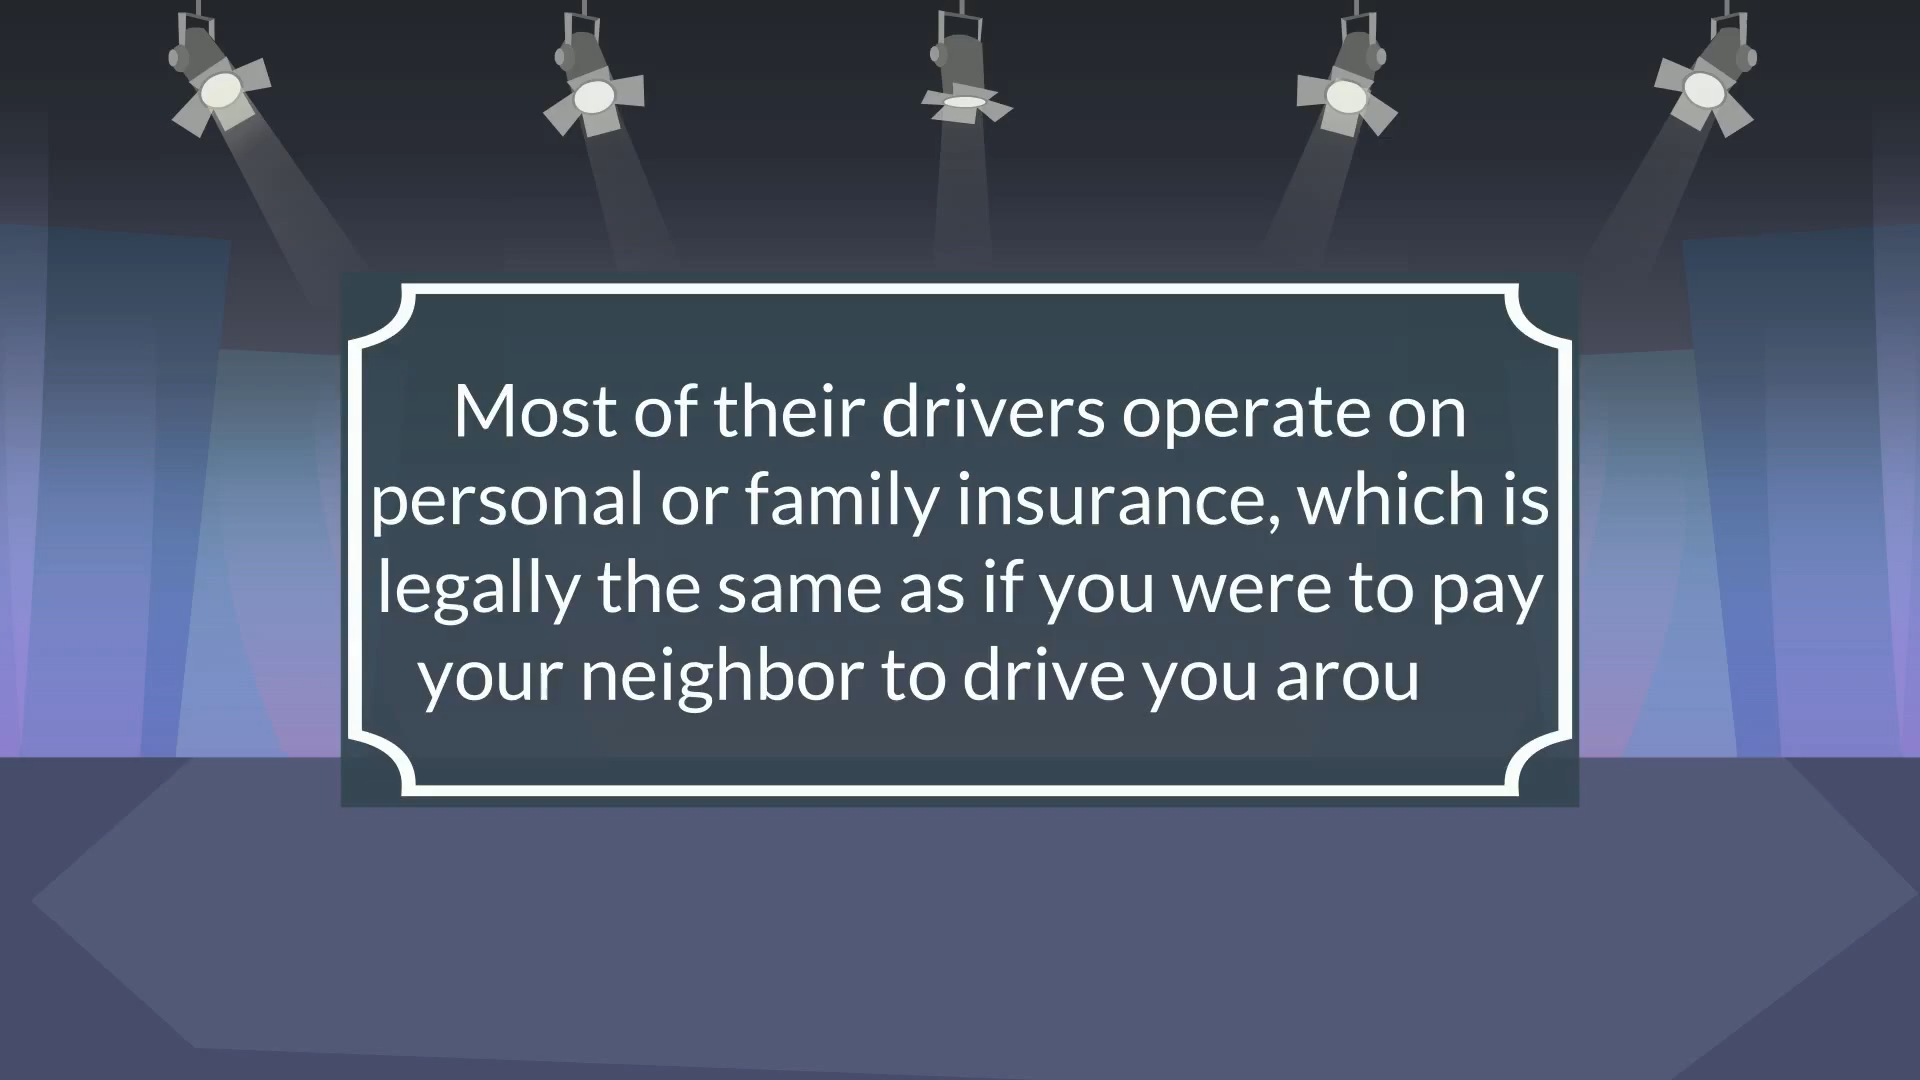 Most of their drivers operate on
personal or family insurance, which is
legally the same as if you were to pay
your neighbor to drive you arou